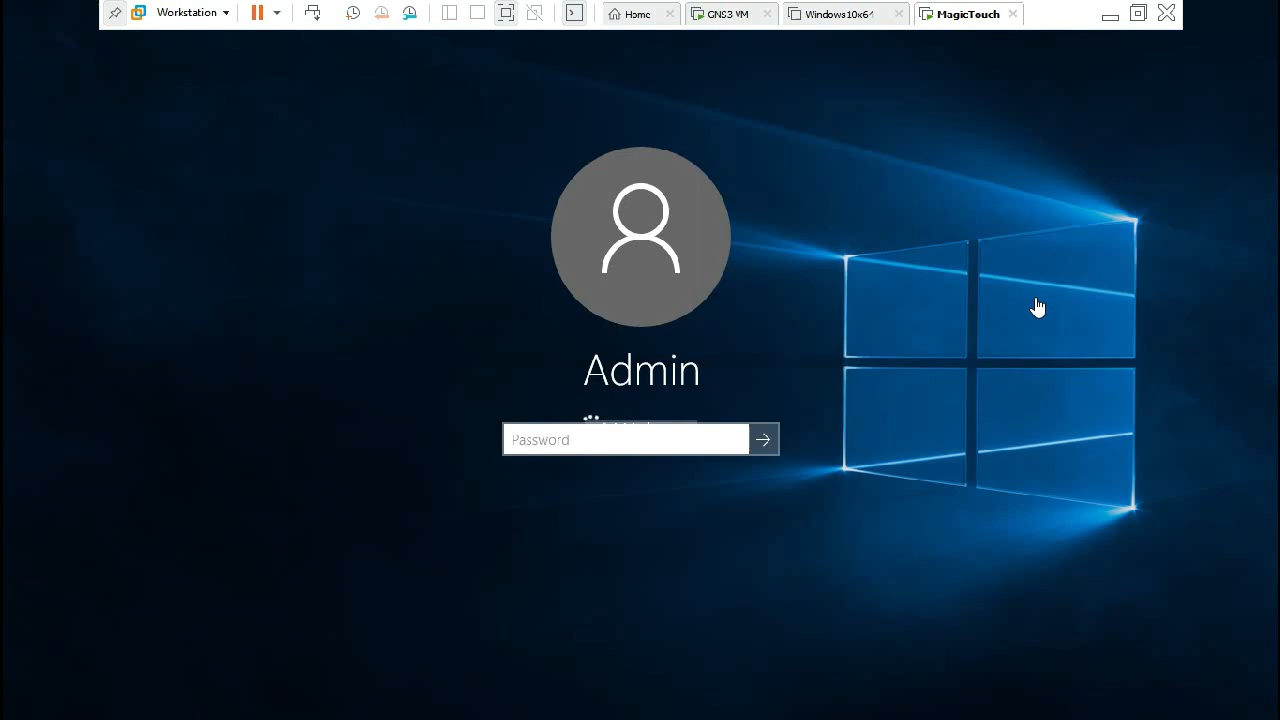 Workstation
Home
GNS3 VM
Windows10x64
MagicTouch
Admin
Password